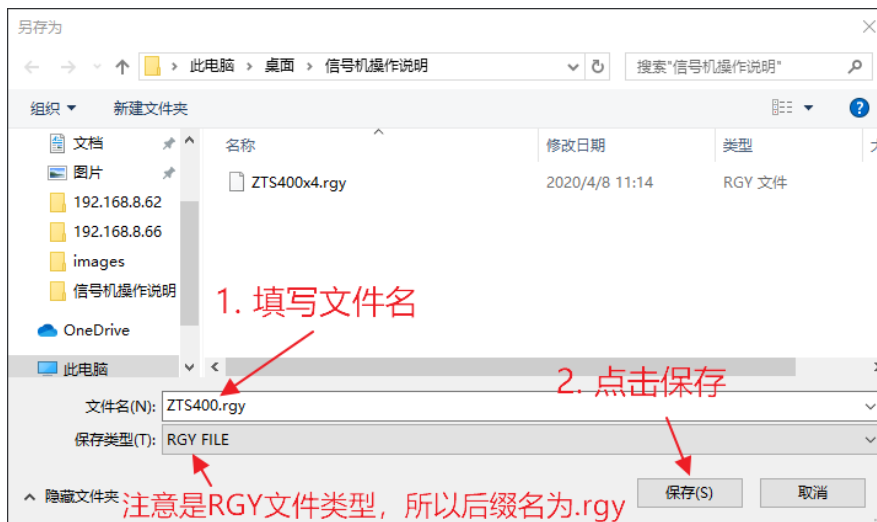 另存为
此电脑 > 桌面 > 信号机操作说明
搜索"信号机操作说明"
组织
新建文件夹
名称
修改日期
类型
文档
图片
192.168.8.62
192.168.8.66
images
信号机操作说明
OneDrive
此电脑
ZTS400x4.rgy
2020/4/8 11:14
RGY 文件
1. 填写文件名
2. 点击保存
文件名(N):
ZTS400.rgy
保存类型(T):
RGY FILE
隐藏文件夹
注意是RGY文件类型，所以后缀名为.rgy
保存(S)
取消